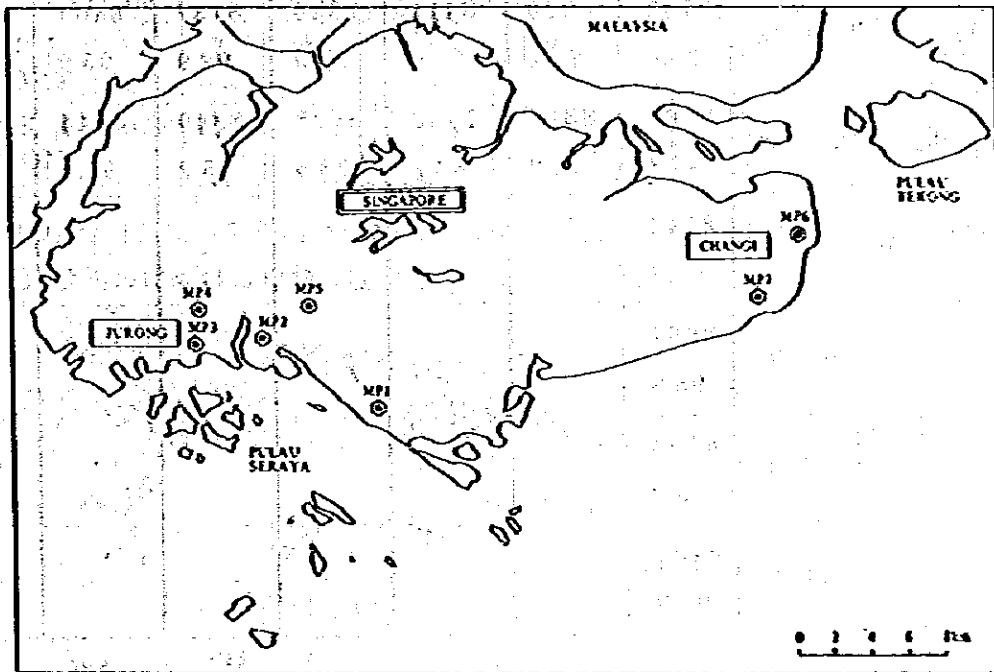 MALAYSIA
PULAU
TEKONG
SINGAPORE
MP6
CHANGI
MP7
MP4
MP5
JURONG
MP3
MP2
MP1
PULAU
SERAYA
0 2 4 6 8km